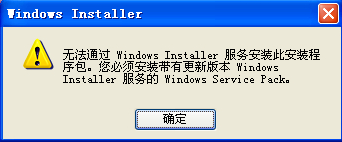 Windows Installer
无法通过 Windows Installer 服务安装此安装程
序包。您必须安装带有更新版本 Windows
Installer 服务的 Windows Service Pack。
确定